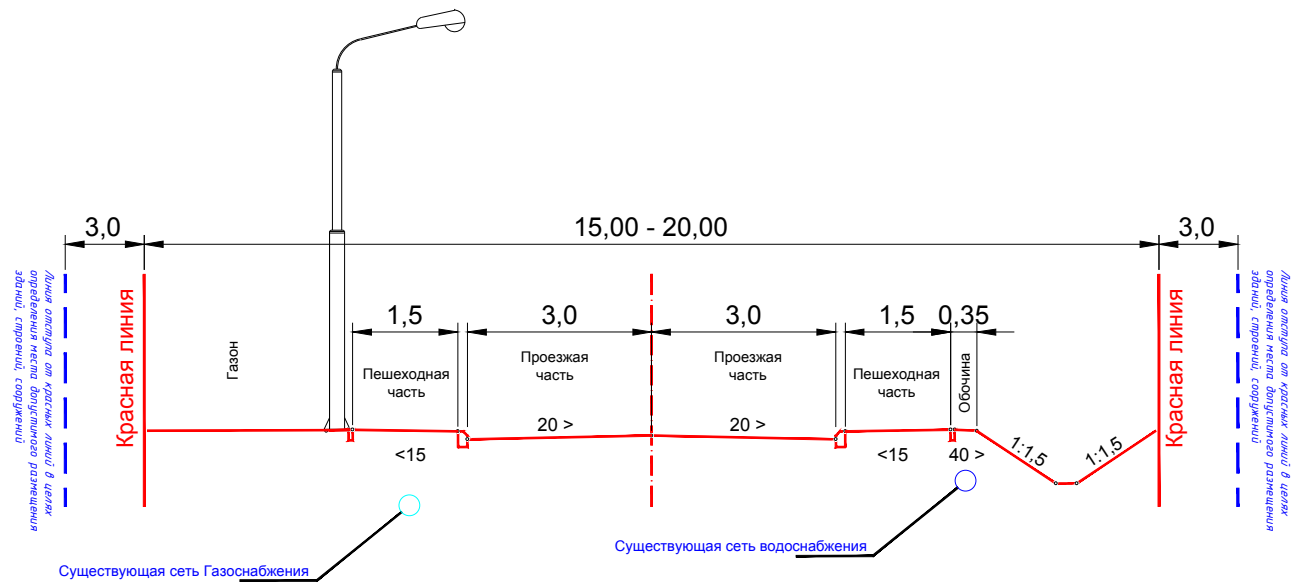 3,0
15,00 - 20,00
3,0
Линия отступа от красных линий в целях
определения места допустимого размещения
зданий, строений, сооружений
Красная линия
Газон
1,5
3,0
3,0
1,5
0,35
Пешеходная
часть
Проезжая
часть
Проезжая
часть
Пешеходная
часть
Обочина
Красная линия
Линия отступа от красных линий в целях
определения места допустимого размещения
зданий, строений, сооружений
20 >
20 >
<15
<15
40 >
1:1,5
1:1,5
Существующая сеть водоснабжения
Существующая сеть Газоснабжения